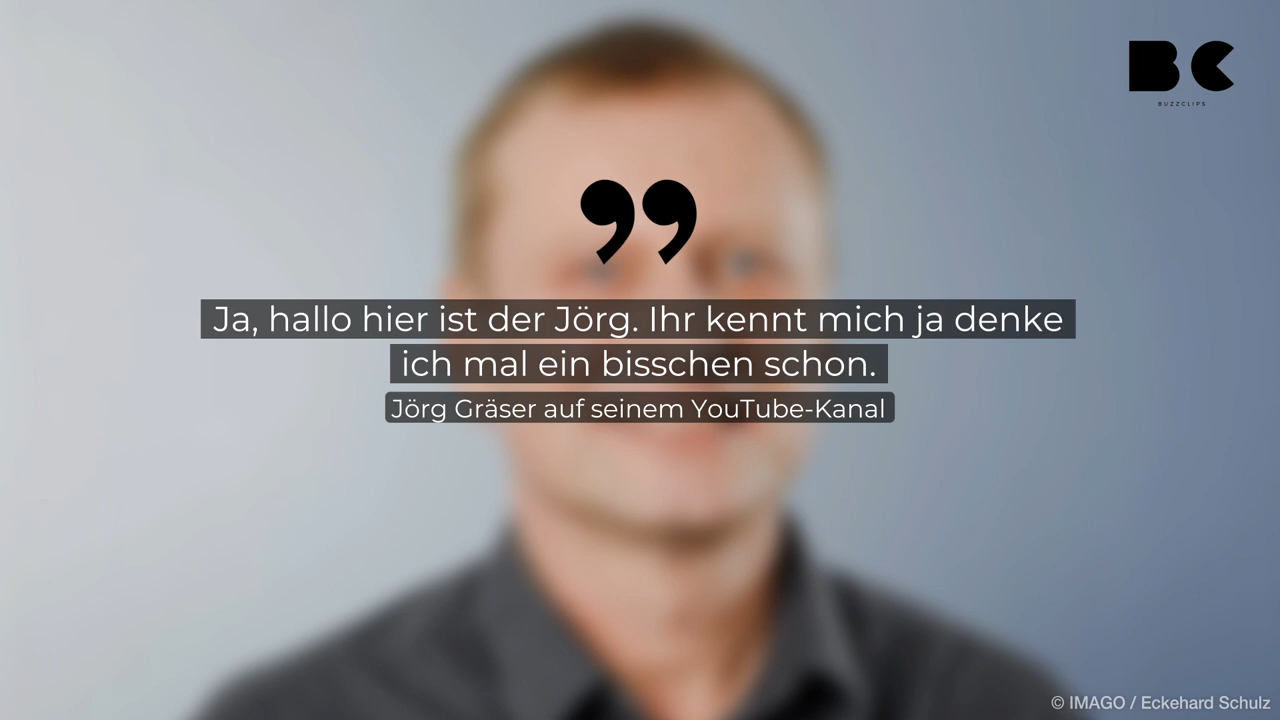 BC
BUZZCLIPS
”
Ja, hallo hier ist der Jörg. Ihr kennt mich ja denke
ich mal ein bisschen schon.
Jörg Gräser auf seinem YouTube-Kanal
© IMAGO / Eckehard Schulz